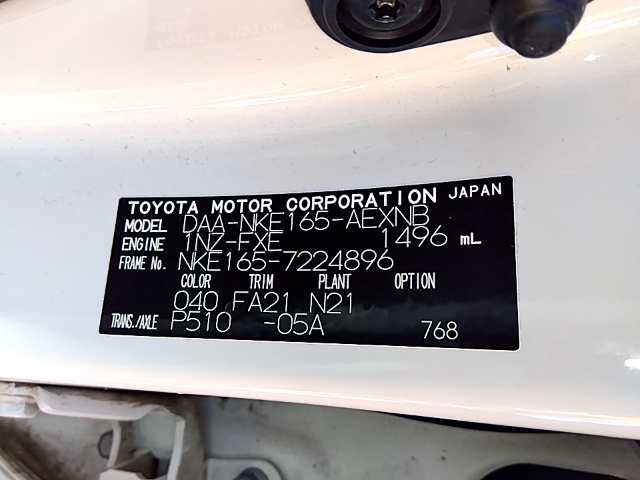 TOYOTA MOTOR CORPORATION JAPAN
MODEL DAA-NKE165-AEXNB
ENGINE 1NZ-FXE 1496 mL
FRAME No. NKE165-7224896
COLOR TRIM PLANT OPTION
040 FA21 N21
TRANS./AXLE P510 -05A 768